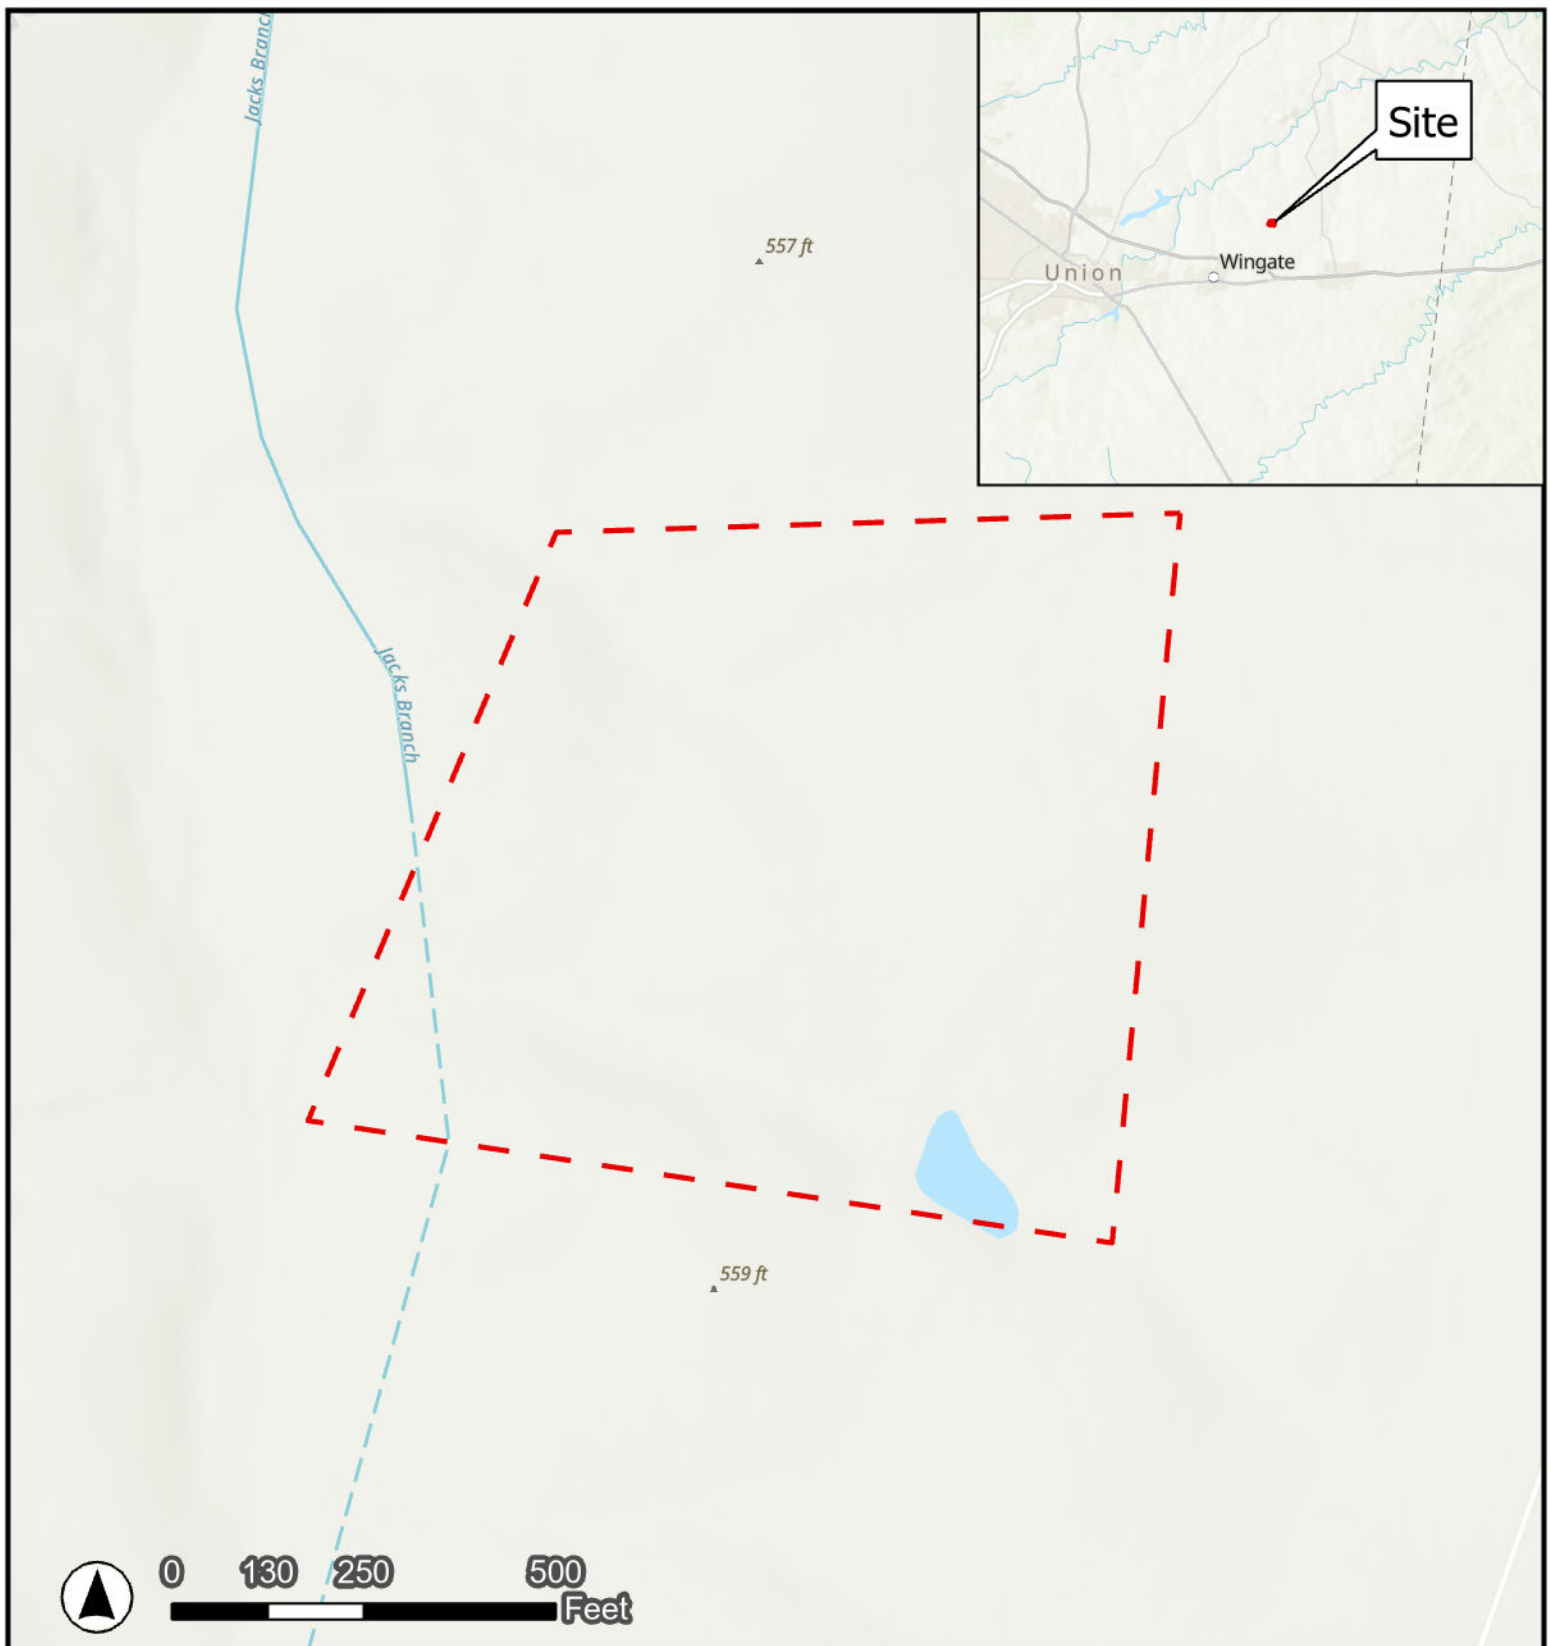 Jacks Branch
Site
557 ft
Wingate
Union
Jacks Branch
559 ft
0 130 250 500
Feet